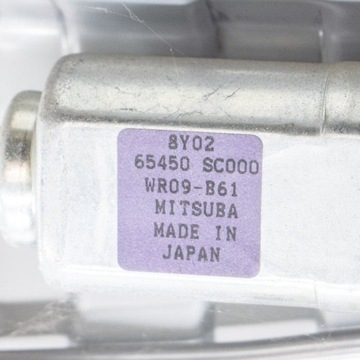 8Y02
65450 SC000
WR09-B61
MITSUBA
MADE IN
JAPAN